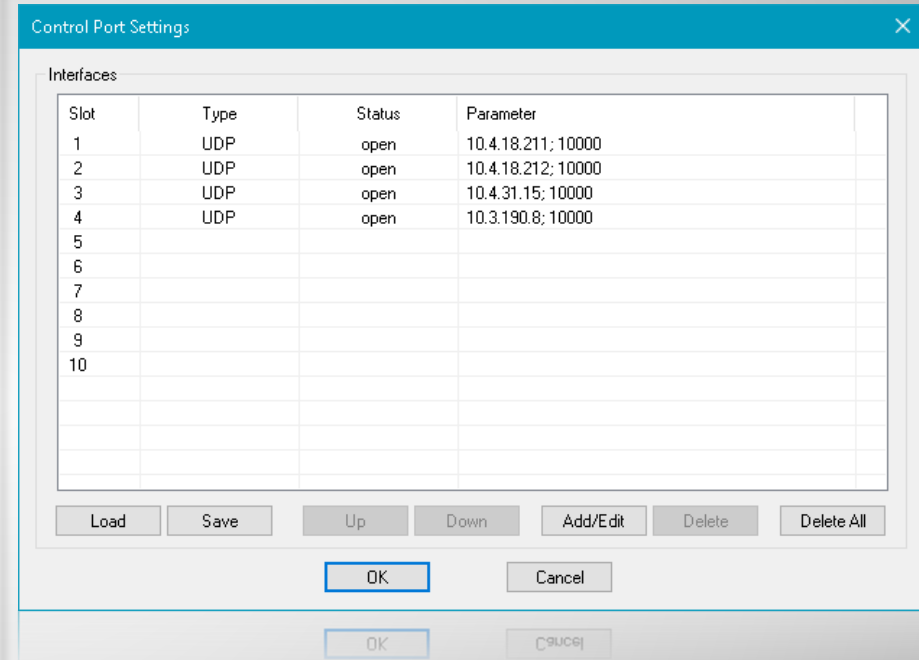 Control Port Settings
Interfaces
Slot Type Status Parameter
1 UDP open 10.4.18.211; 10000
2 UDP open 10.4.18.212; 10000
3 UDP open 10.4.31.15; 10000
4 UDP open 10.3.190.8; 10000
5
6
7
8
9
10
Load Save Up Down Add/Edit Delete Delete All
OK Cancel
OK Cancel